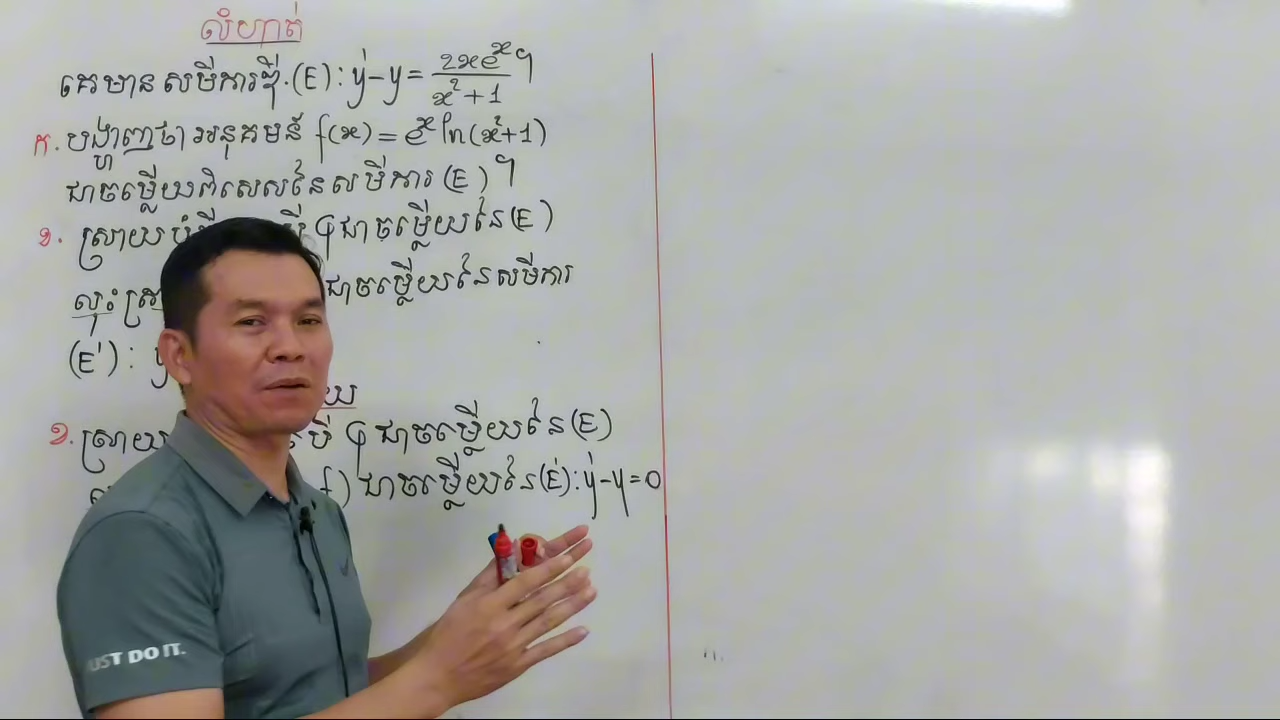 លំហាត់
គេមាន សមីការឌី.(E) : y' - y = 2xeˣ / x² + 1 ។
ក. បង្ហាញថា អនុគមន៍ f(x) = eˣ ln(x²+1)
ជាចម្លើយពិសេសនៃសមីការ (E) ។
ខ. ស្រាយ φ ជាចម្លើយនៃ (E)
លុះត្រា ជាចម្លើយនៃសមីការ
(E') :
ខ. ស្រាយ φ ជាចម្លើយនៃ (E)
f) ជាចម្លើយនៃ (E') : y' - y = 0
JUST DO IT.